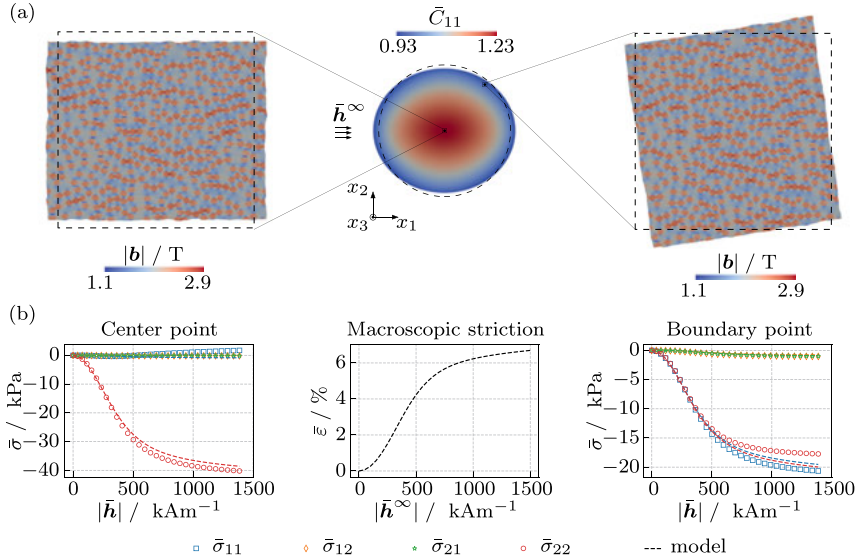 (a)
C̄₁₁
0.93 1.23
h̄^∞
x₂
x₃ x₁
|b| / T
1.1 2.9
|b| / T
1.1 2.9
(b)
Center point
σ̄ / kPa
0
−10
−20
−30
−40
0 500 1000 1500
|h̄| / kAm⁻¹
Macroscopic striction
ε̄ / %
6
4
2
0
0 500 1000 1500
|h̄^∞| / kAm⁻¹
Boundary point
σ̄ / kPa
0
−5
−10
−15
−20
0 500 1000 1500
|h̄| / kAm⁻¹
σ̄₁₁ σ̄₁₂ σ̄₂₁ σ̄₂₂ model